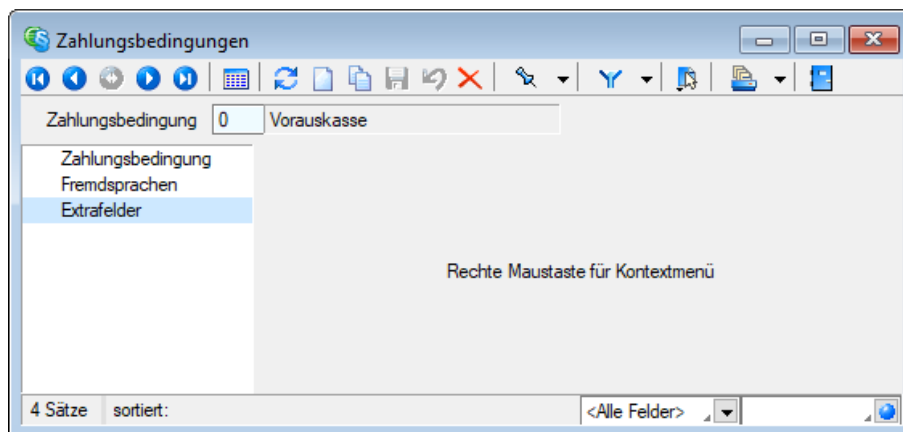 Zahlungsbedingungen
Zahlungsbedingung 0 Vorauskasse
Zahlungsbedingung
Fremdsprachen
Extrafelder
Rechte Maustaste für Kontextmenü
4 Sätze sortiert: <Alle Felder>